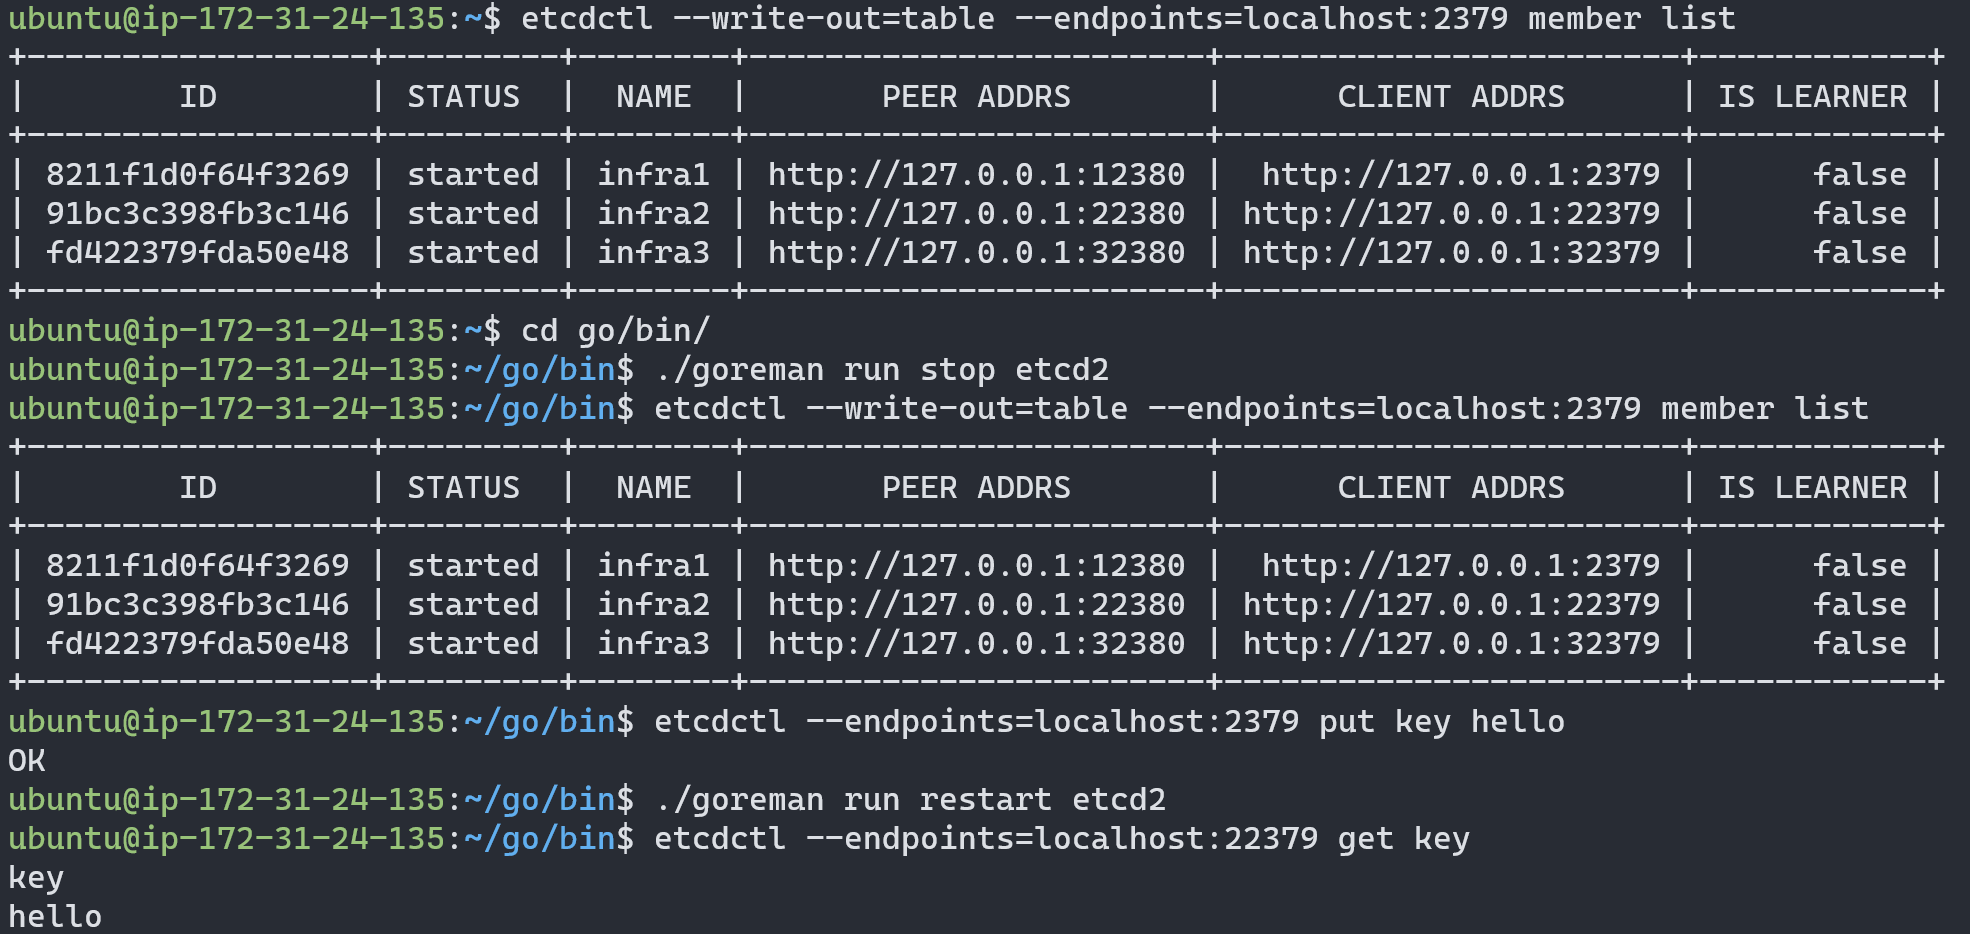 ubuntu@ip-172-31-24-135:~$ etcdctl --write-out=table --endpoints=localhost:2379 member list
+------------------+---------+--------+------------------------+------------------------+------------+
|        ID        | STATUS  |  NAME  |       PEER ADDRS       |      CLIENT ADDRS      | IS LEARNER |
+------------------+---------+--------+------------------------+------------------------+------------+
| 8211f1d0f64f3269 | started | infra1 | http://127.0.0.1:12380 |  http://127.0.0.1:2379 |      false |
| 91bc3c398fb3c146 | started | infra2 | http://127.0.0.1:22380 | http://127.0.0.1:22379 |      false |
| fd422379fda50e48 | started | infra3 | http://127.0.0.1:32380 | http://127.0.0.1:32379 |      false |
+------------------+---------+--------+------------------------+------------------------+------------+
ubuntu@ip-172-31-24-135:~$ cd go/bin/
ubuntu@ip-172-31-24-135:~/go/bin$ ./goreman run stop etcd2
ubuntu@ip-172-31-24-135:~/go/bin$ etcdctl --write-out=table --endpoints=localhost:2379 member list
+------------------+---------+--------+------------------------+------------------------+------------+
|        ID        | STATUS  |  NAME  |       PEER ADDRS       |      CLIENT ADDRS      | IS LEARNER |
+------------------+---------+--------+------------------------+------------------------+------------+
| 8211f1d0f64f3269 | started | infra1 | http://127.0.0.1:12380 |  http://127.0.0.1:2379 |      false |
| 91bc3c398fb3c146 | started | infra2 | http://127.0.0.1:22380 | http://127.0.0.1:22379 |      false |
| fd422379fda50e48 | started | infra3 | http://127.0.0.1:32380 | http://127.0.0.1:32379 |      false |
+------------------+---------+--------+------------------------+------------------------+------------+
ubuntu@ip-172-31-24-135:~/go/bin$ etcdctl --endpoints=localhost:2379 put key hello
OK
ubuntu@ip-172-31-24-135:~/go/bin$ ./goreman run restart etcd2
ubuntu@ip-172-31-24-135:~/go/bin$ etcdctl --endpoints=localhost:22379 get key
key
hello